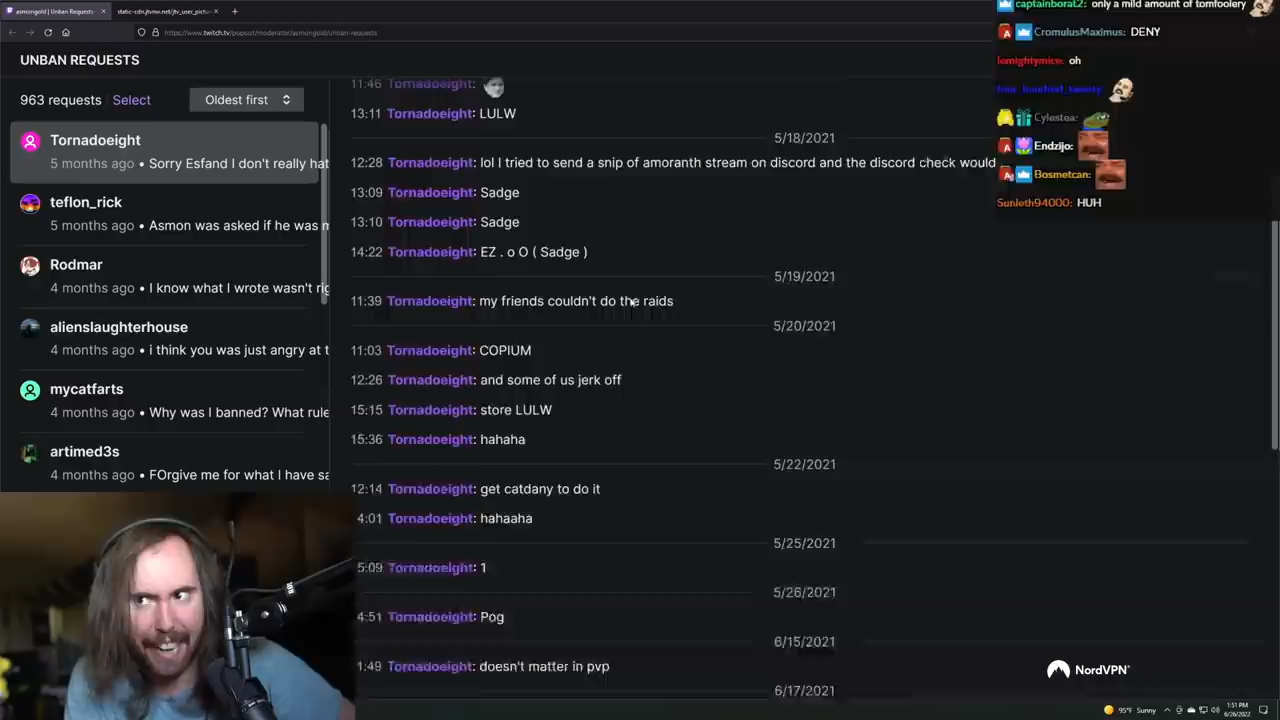 asmongold | Unban Requests
static-cdn.jtvnw.net/jtv_user_pictur
https://www.twitch.tv/popout/moderator/asmongold/unban-requests
UNBAN REQUESTS
963 requests Select Oldest first
Tornadoeight
5 months ago • Sorry Esfand I don't really hat
teflon_rick
5 months ago • Asmon was asked if he was n
Rodmar
4 months ago • I know what I wrote wasn't rig
alienslaughterhouse
4 months ago • i think you was just angry at t
mycatfarts
4 months ago • Why was I banned? What rule
artimed3s
4 months ago • FOrgive me for what I have sa
11:46 Tornadoeight:
13:11 Tornadoeight: LULW
5/18/2021
12:28 Tornadoeight: lol I tried to send a snip of amoranth stream on discord and the discord check would
13:09 Tornadoeight: Sadge
13:10 Tornadoeight: Sadge
14:22 Tornadoeight: EZ . o O ( Sadge )
5/19/2021
11:39 Tornadoeight: my friends couldn't do the raids
5/20/2021
11:03 Tornadoeight: COPIUM
12:26 Tornadoeight: and some of us jerk off
15:15 Tornadoeight: store LULW
15:36 Tornadoeight: hahaha
5/22/2021
12:14 Tornadoeight: get catdany to do it
4:01 Tornadoeight: hahaaha
5/25/2021
5:09 Tornadoeight: 1
5/26/2021
4:51 Tornadoeight: Pog
6/15/2021
1:49 Tornadoeight: doesn't matter in pvp
6/17/2021
captainborat2: only a mild amount of tomfoolery
CromulusMaximus: DENY
lemightymice: oh
four_hundred_twenty
Cylestea:
Endzijo:
Bosmetcan:
Sunleth94000: HUH
NordVPN
95°F Sunny
1:51 PM
6/26/2022